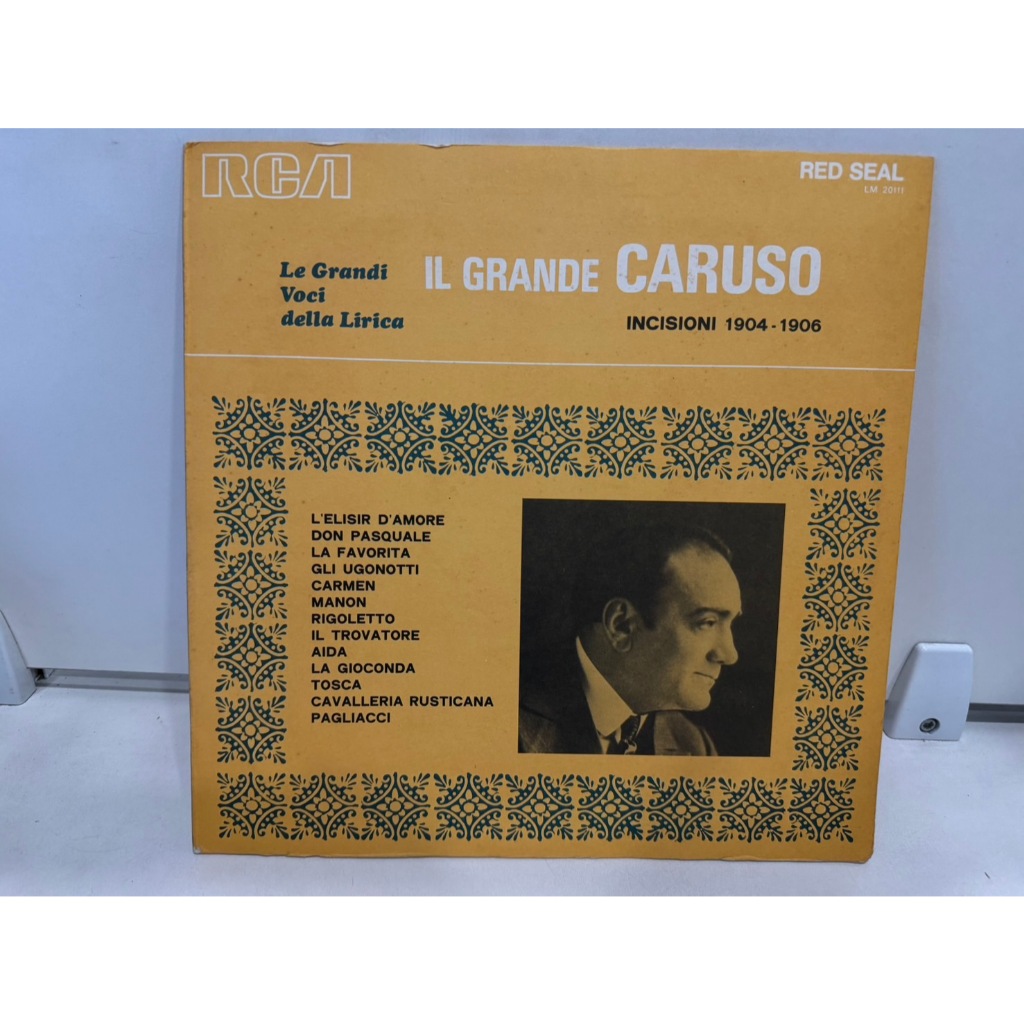 RCA
RED SEAL
LM 20111
Le Grandi
Voci
della Lirica
IL GRANDE CARUSO
INCISIONI 1904-1906
L'ELISIR D'AMORE
DON PASQUALE
LA FAVORITA
GLI UGONOTTI
CARMEN
MANON
RIGOLETTO
IL TROVATORE
AIDA
LA GIOCONDA
TOSCA
CAVALLERIA RUSTICANA
PAGLIACCI